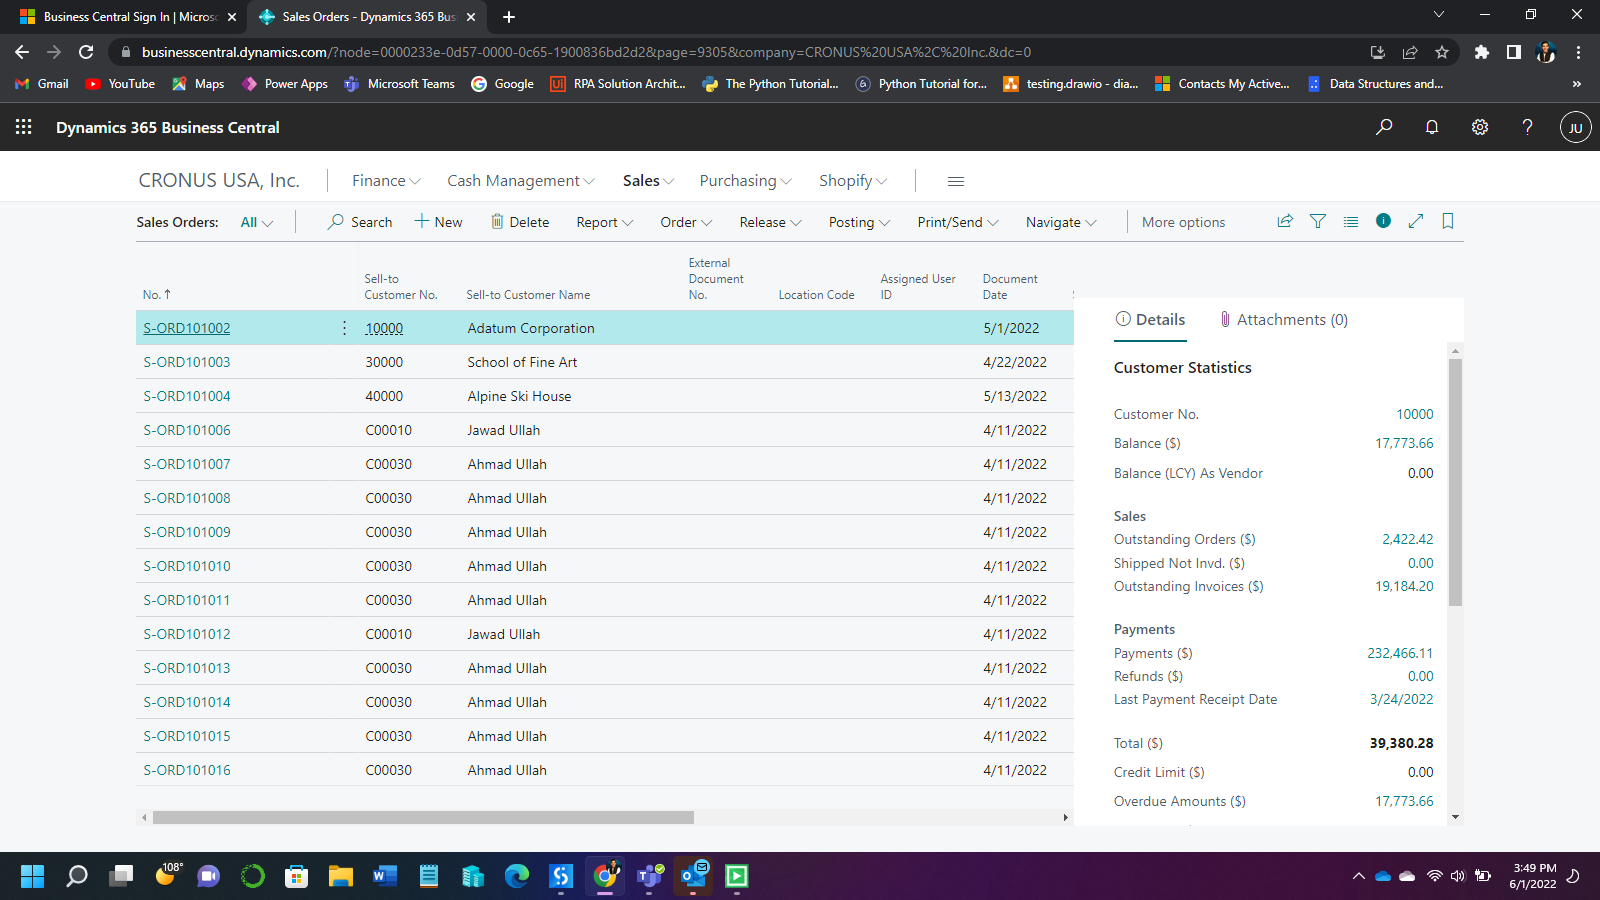 Business Central Sign In | Micros
Sales Orders - Dynamics 365 Bus
businesscentral.dynamics.com/?node=0000233e-0d57-0000-0c65-1900836bd2d2&page=9305&company=CRONUS%20USA%2C%20Inc.&dc=0
Gmail YouTube Maps Power Apps Microsoft Teams Google RPA Solution Archit... The Python Tutorial... Python Tutorial for... testing.drawio - dia... Contacts My Active... Data Structures and... »
Dynamics 365 Business Central ? JU
CRONUS USA, Inc. Finance Cash Management Sales Purchasing Shopify
Sales Orders: All Search New Delete Report Order Release Posting Print/Send Navigate More options
No. ↑ Sell-to Customer No. Sell-to Customer Name External Document No. Location Code Assigned User ID Document Date
S-ORD101002 10000 Adatum Corporation 5/1/2022
S-ORD101003 30000 School of Fine Art 4/22/2022
S-ORD101004 40000 Alpine Ski House 5/13/2022
S-ORD101006 C00010 Jawad Ullah 4/11/2022
S-ORD101007 C00030 Ahmad Ullah 4/11/2022
S-ORD101008 C00030 Ahmad Ullah 4/11/2022
S-ORD101009 C00030 Ahmad Ullah 4/11/2022
S-ORD101010 C00030 Ahmad Ullah 4/11/2022
S-ORD101011 C00030 Ahmad Ullah 4/11/2022
S-ORD101012 C00010 Jawad Ullah 4/11/2022
S-ORD101013 C00030 Ahmad Ullah 4/11/2022
S-ORD101014 C00030 Ahmad Ullah 4/11/2022
S-ORD101015 C00030 Ahmad Ullah 4/11/2022
S-ORD101016 C00030 Ahmad Ullah 4/11/2022
Details Attachments (0)
Customer Statistics
Customer No. 10000
Balance ($) 17,773.66
Balance (LCY) As Vendor 0.00
Sales
Outstanding Orders ($) 2,422.42
Shipped Not Invd. ($) 0.00
Outstanding Invoices ($) 19,184.20
Payments
Payments ($) 232,466.11
Refunds ($) 0.00
Last Payment Receipt Date 3/24/2022
Total ($) 39,380.28
Credit Limit ($) 0.00
Overdue Amounts ($) 17,773.66
108°
3:49 PM
6/1/2022